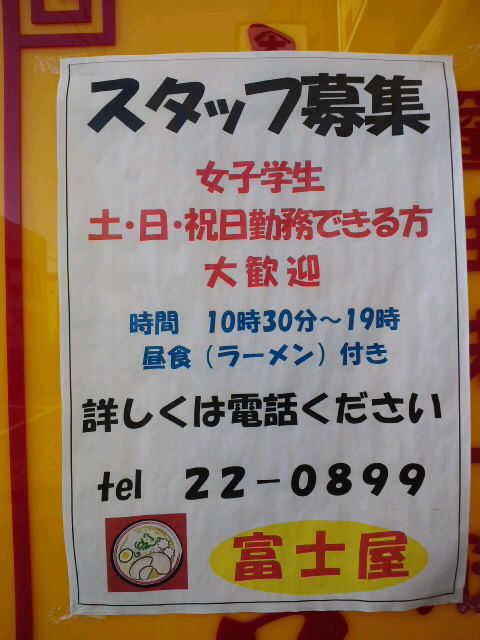 スタッフ募集
女子学生
土・日・祝日勤務できる方
大歓迎
時間 10時30分～19時
昼食（ラーメン）付き
詳しくは電話ください
tel 22-0899
富士屋